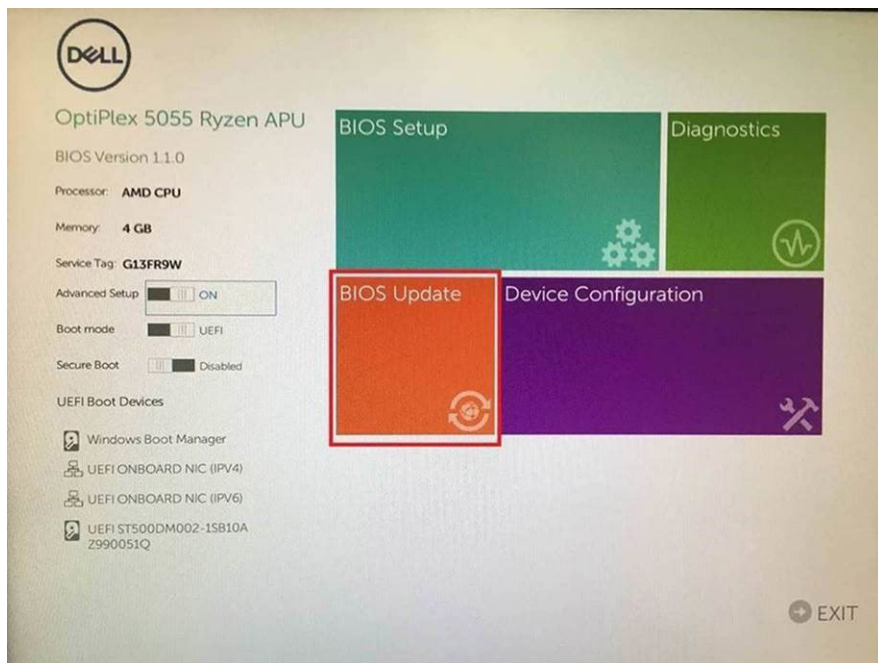 DELL
OptiPlex 5055 Ryzen APU
BIOS Version 1.1.0
Processor: AMD CPU
Memory: 4 GB
Service Tag: G13FR9W
Advanced Setup ON
Boot mode UEFI
Secure Boot Disabled
UEFI Boot Devices
Windows Boot Manager
UEFI ONBOARD NIC (IPV4)
UEFI ONBOARD NIC (IPV6)
UEFI ST500DM002-1SB10A
Z990051Q
BIOS Setup
Diagnostics
BIOS Update
Device Configuration
EXIT